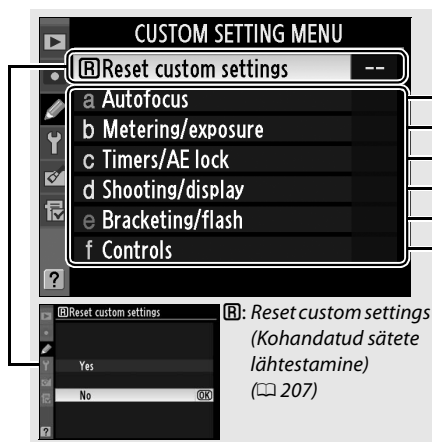 CUSTOM SETTING MENU
R Reset custom settings --
a Autofocus
b Metering/exposure
c Timers/AE lock
d Shooting/display
e Bracketing/flash
f Controls
?
R Reset custom settings
Yes
No OK
?
R: Reset custom settings
(Kohandatud sätete
lähtestamine)
(📖 207)